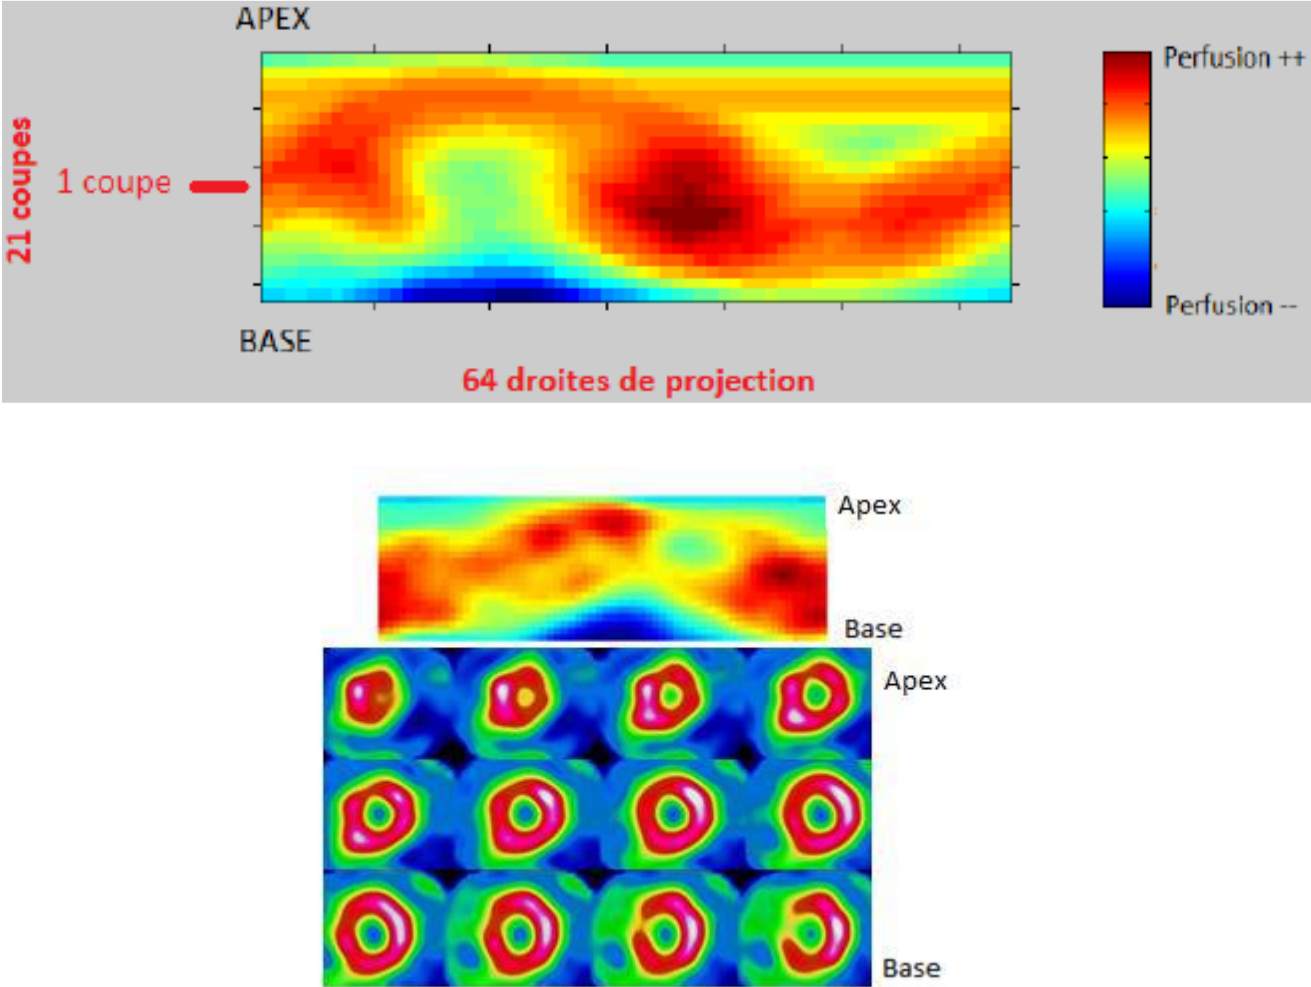 APEX
Perfusion ++
21 coupes
1 coupe
Perfusion --
BASE
64 droites de projection
Apex
Base
Apex
Base